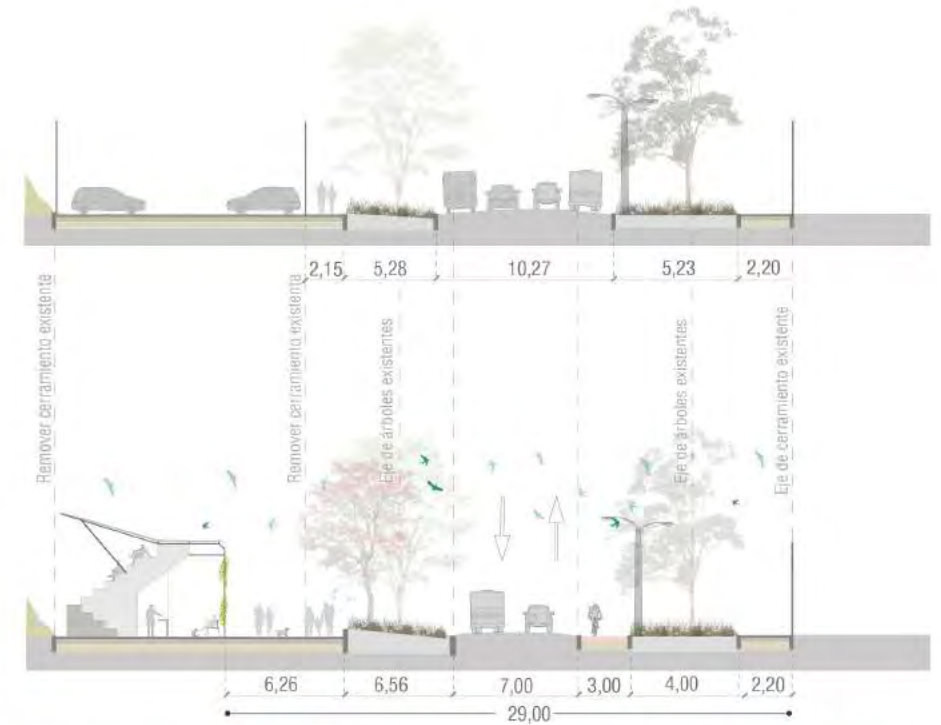 2,15 5,28 10,27 5,23 2,20
Remover cerramiento existente
Remover cerramiento existente
Eje de árboles existentes
Eje de árboles existentes
Eje de cerramiento existente
6,26 6,56 7,00 3,00 4,00 2,20
29,00